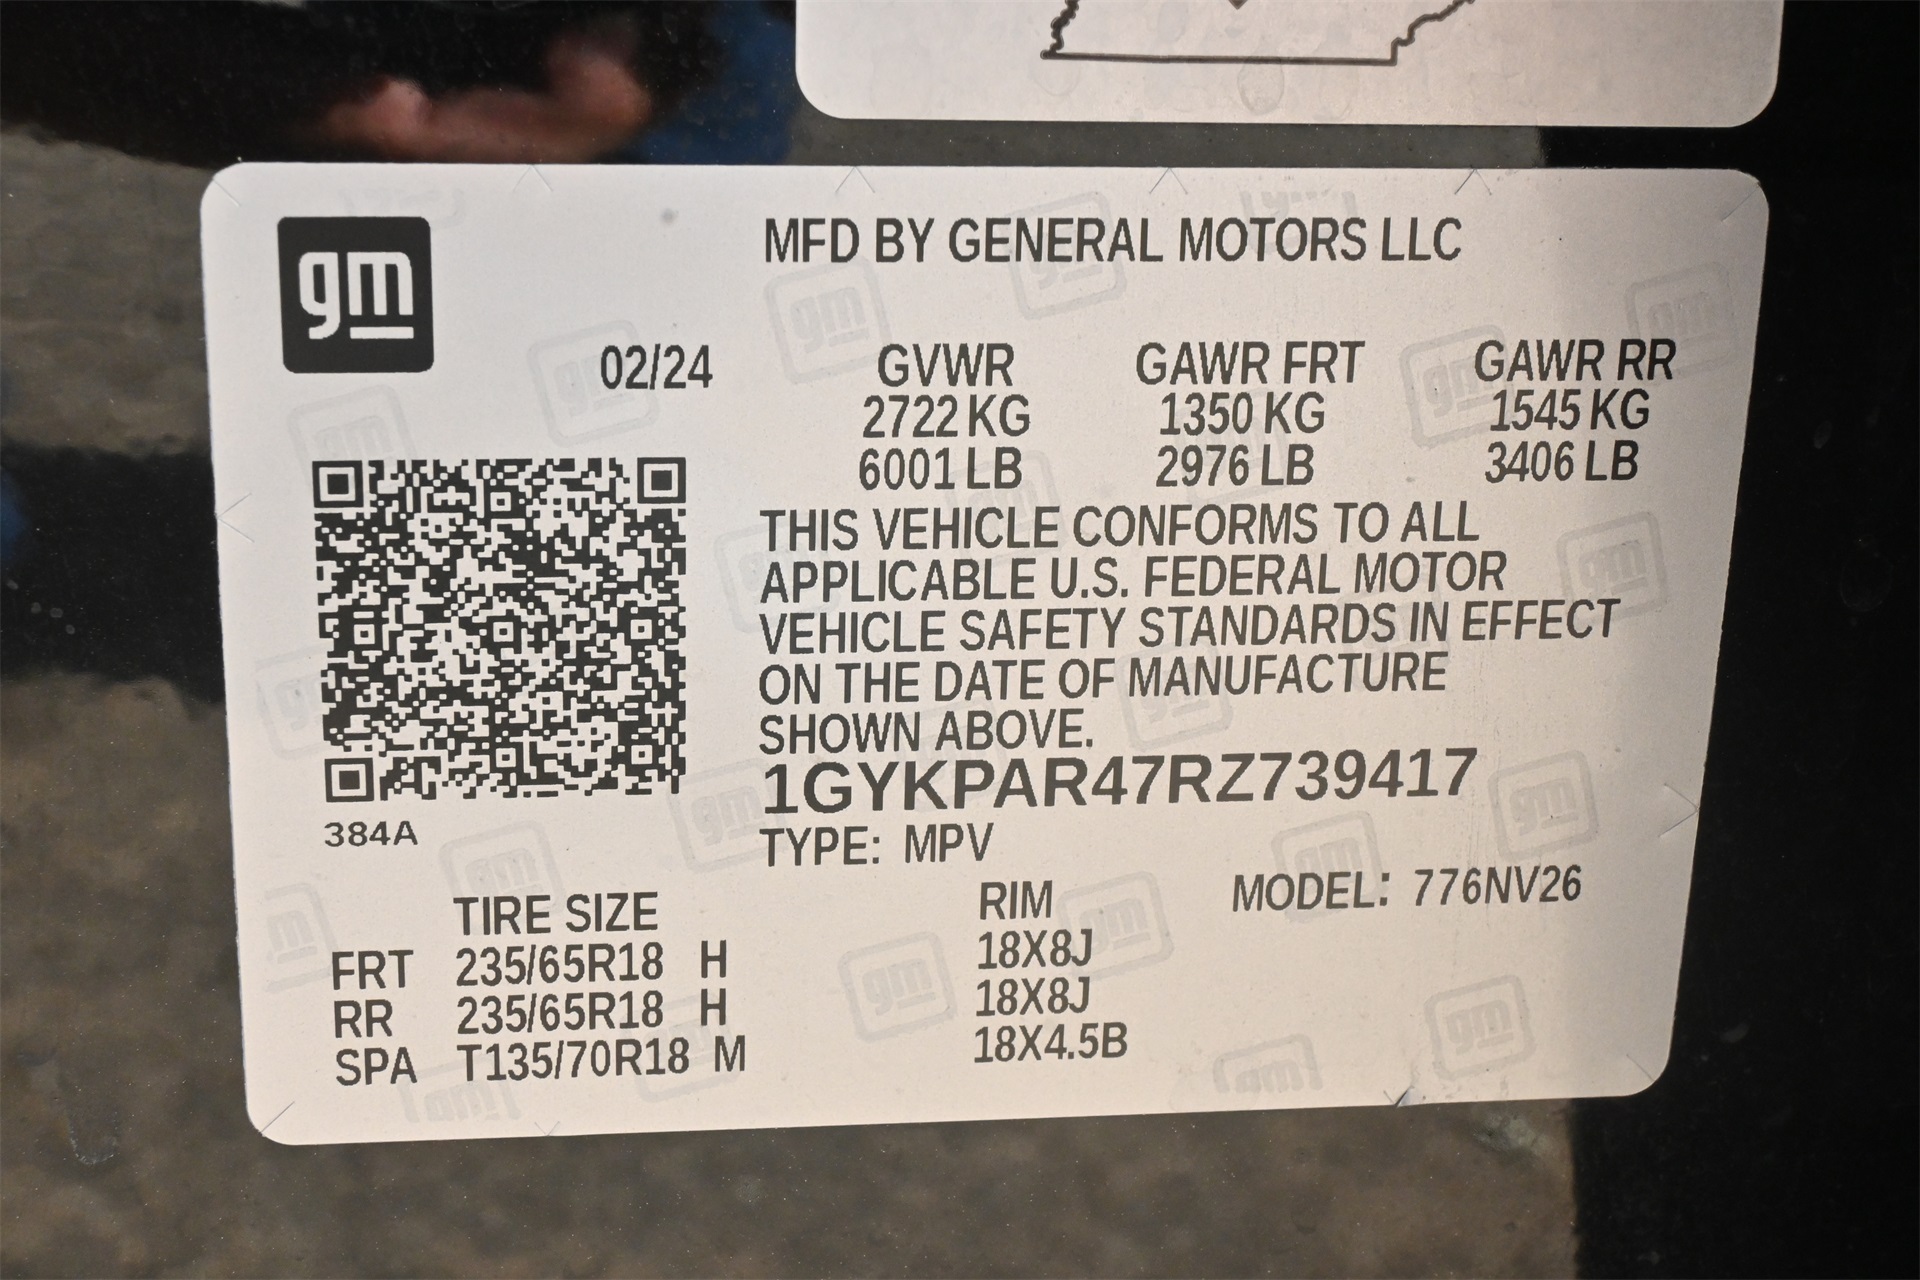 gm
MFD BY GENERAL MOTORS LLC
02/24
GVWR GAWR FRT GAWR RR
2722 KG 1350 KG 1545 KG
6001 LB 2976 LB 3406 LB
THIS VEHICLE CONFORMS TO ALL
APPLICABLE U.S. FEDERAL MOTOR
VEHICLE SAFETY STANDARDS IN EFFECT
ON THE DATE OF MANUFACTURE
SHOWN ABOVE.
1GYKPAR47RZ739417
384A
TYPE: MPV
MODEL: 776NV26
TIRE SIZE RIM
FRT 235/65R18 H 18X8J
RR 235/65R18 H 18X8J
SPA T135/70R18 M 18X4.5B